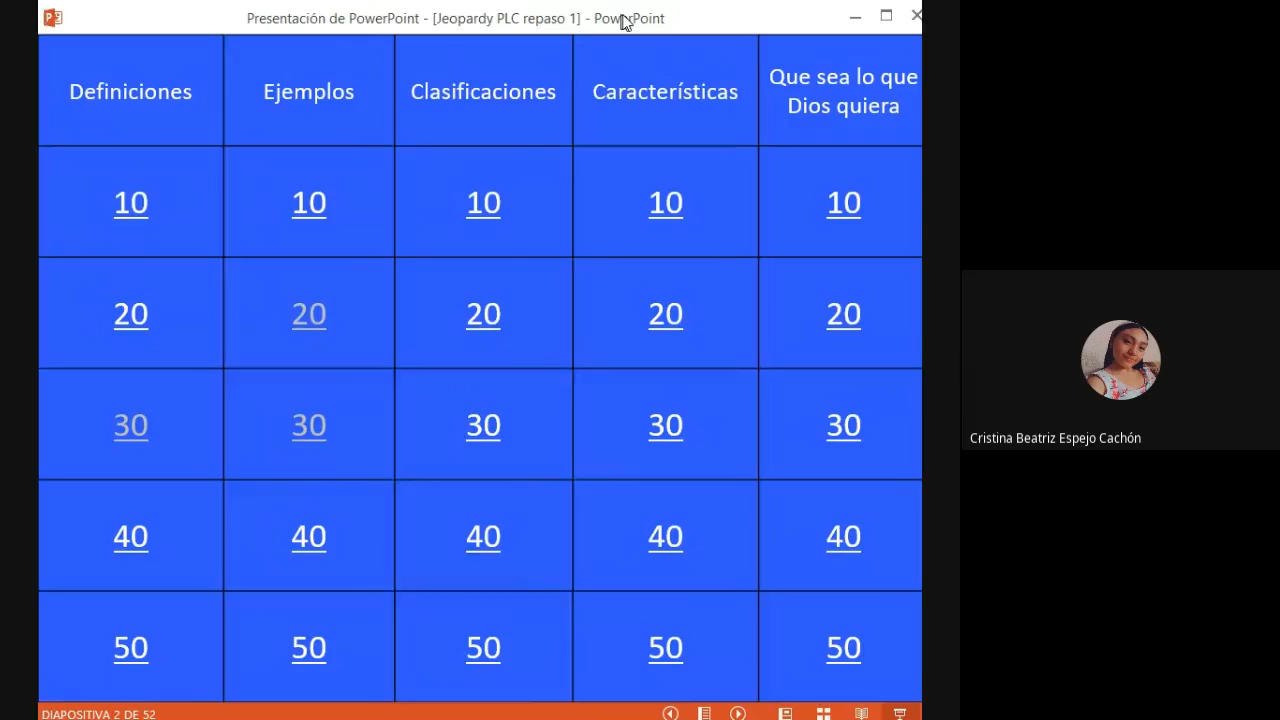 Presentación de PowerPoint - [Jeopardy PLC repaso 1] - PowerPoint
Definiciones
Ejemplos
Clasificaciones
Características
Que sea lo que
Dios quiera
10
10
10
10
10
20
20
20
20
20
30
30
30
30
30
40
40
40
40
40
50
50
50
50
50
DIAPOSITIVA 2 DE 52
Cristina Beatriz Espejo Cachón